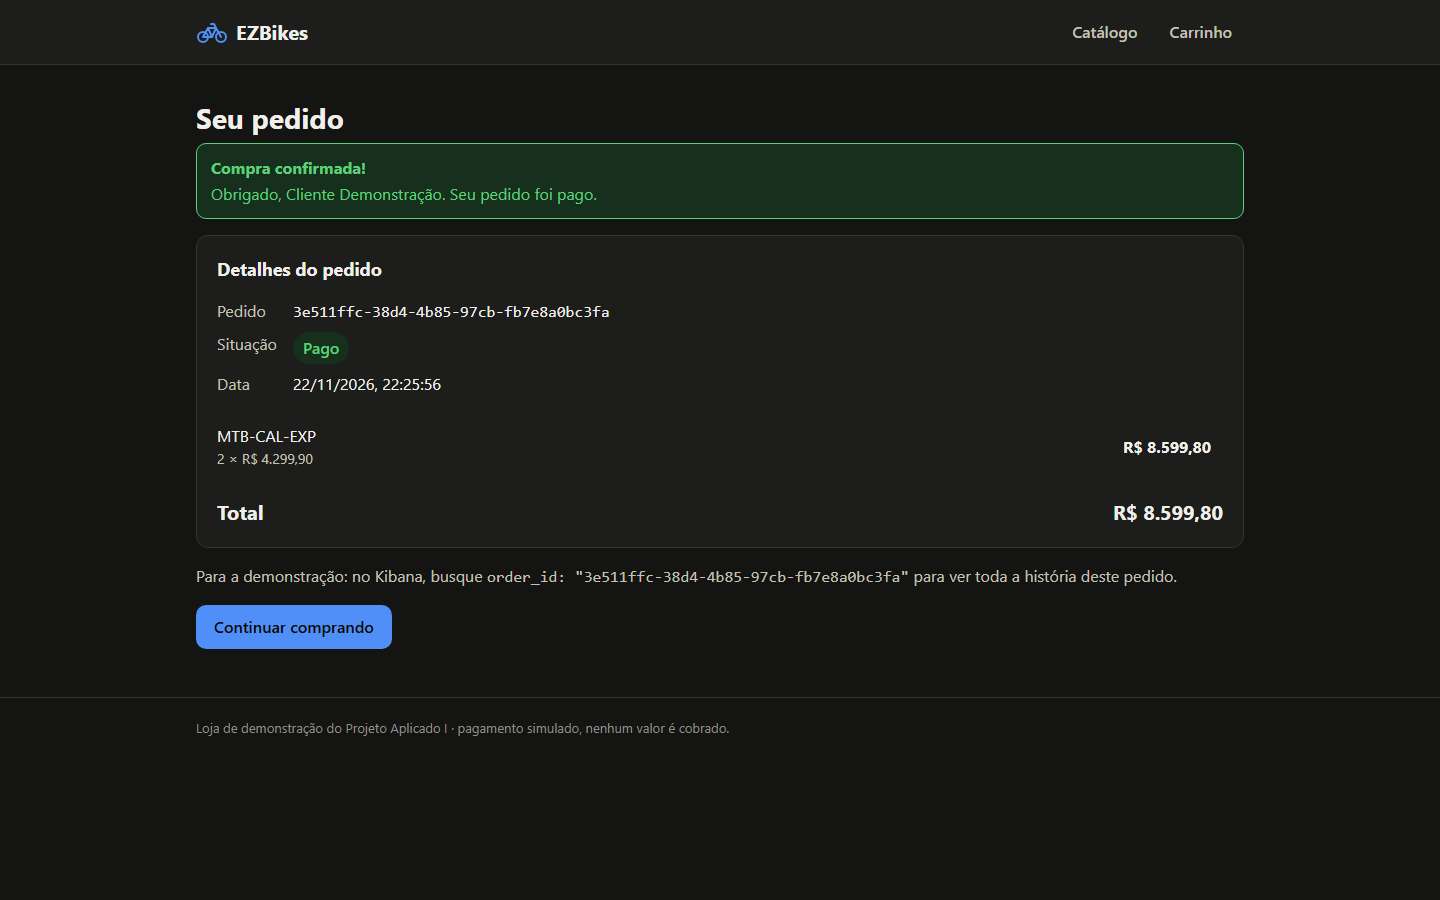 EZBikes
Catálogo
Carrinho
Seu pedido
Compra confirmada!
Obrigado, Cliente Demonstração. Seu pedido foi pago.
Detalhes do pedido
Pedido 3e511ffc-38d4-4b85-97cb-fb7e8a0bc3fa
Situação Pago
Data 22/11/2026, 22:25:56
MTB-CAL-EXP
2 × R$ 4.299,90
R$ 8.599,80
Total R$ 8.599,80
Para a demonstração: no Kibana, busque order_id: "3e511ffc-38d4-4b85-97cb-fb7e8a0bc3fa" para ver toda a história deste pedido.
Continuar comprando
Loja de demonstração do Projeto Aplicado I · pagamento simulado, nenhum valor é cobrado.